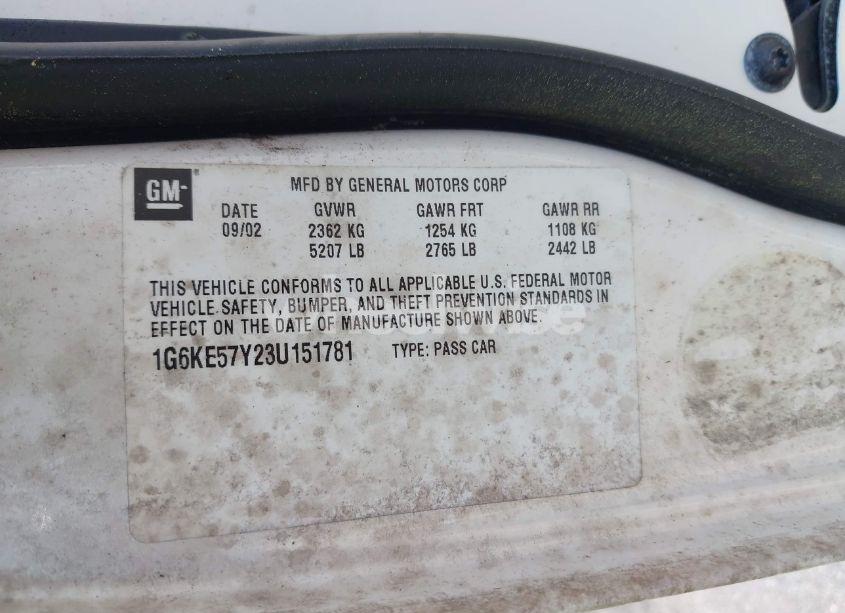 GM
MFD BY GENERAL MOTORS CORP
DATE GVWR GAWR FRT GAWR RR
09/02 2362 KG 1254 KG 1108 KG
5207 LB 2765 LB 2442 LB
THIS VEHICLE CONFORMS TO ALL APPLICABLE U.S. FEDERAL MOTOR
VEHICLE SAFETY, BUMPER, AND THEFT PREVENTION STANDARDS IN
EFFECT ON THE DATE OF MANUFACTURE SHOWN ABOVE.
1G6KE57Y23U151781 TYPE: PASS CAR